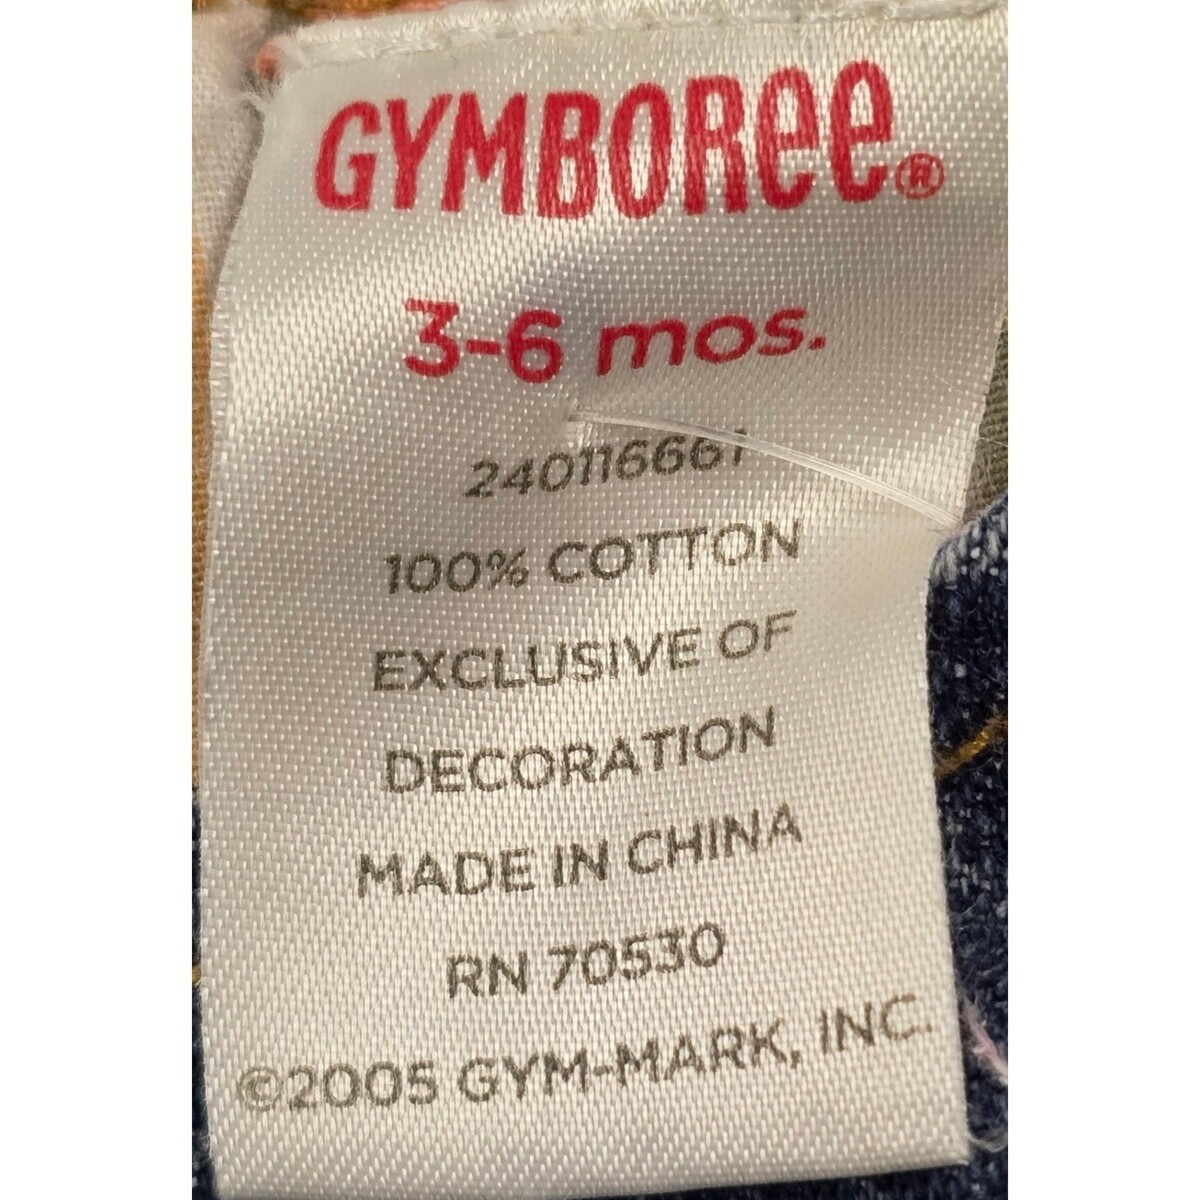 GYMBOREE®
3-6 mos.
240116661
100% COTTON
EXCLUSIVE OF
DECORATION
MADE IN CHINA
RN 70530
©2005 GYM-MARK, INC.